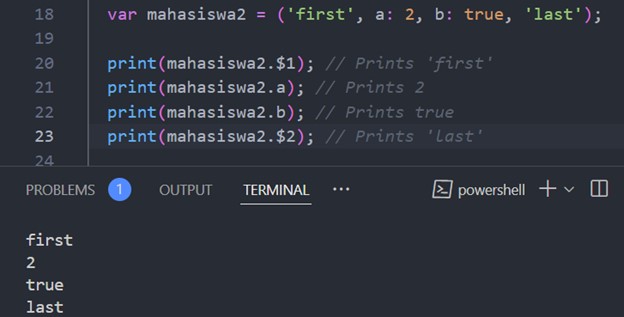 18 var mahasiswa2 = ('first', a: 2, b: true, 'last');
19
20 print(mahasiswa2.$1); // Prints 'first'
21 print(mahasiswa2.a); // Prints 2
22 print(mahasiswa2.b); // Prints true
23 print(mahasiswa2.$2); // Prints 'last'
24
PROBLEMS 1 OUTPUT TERMINAL ··· powershell
first
2
true
last